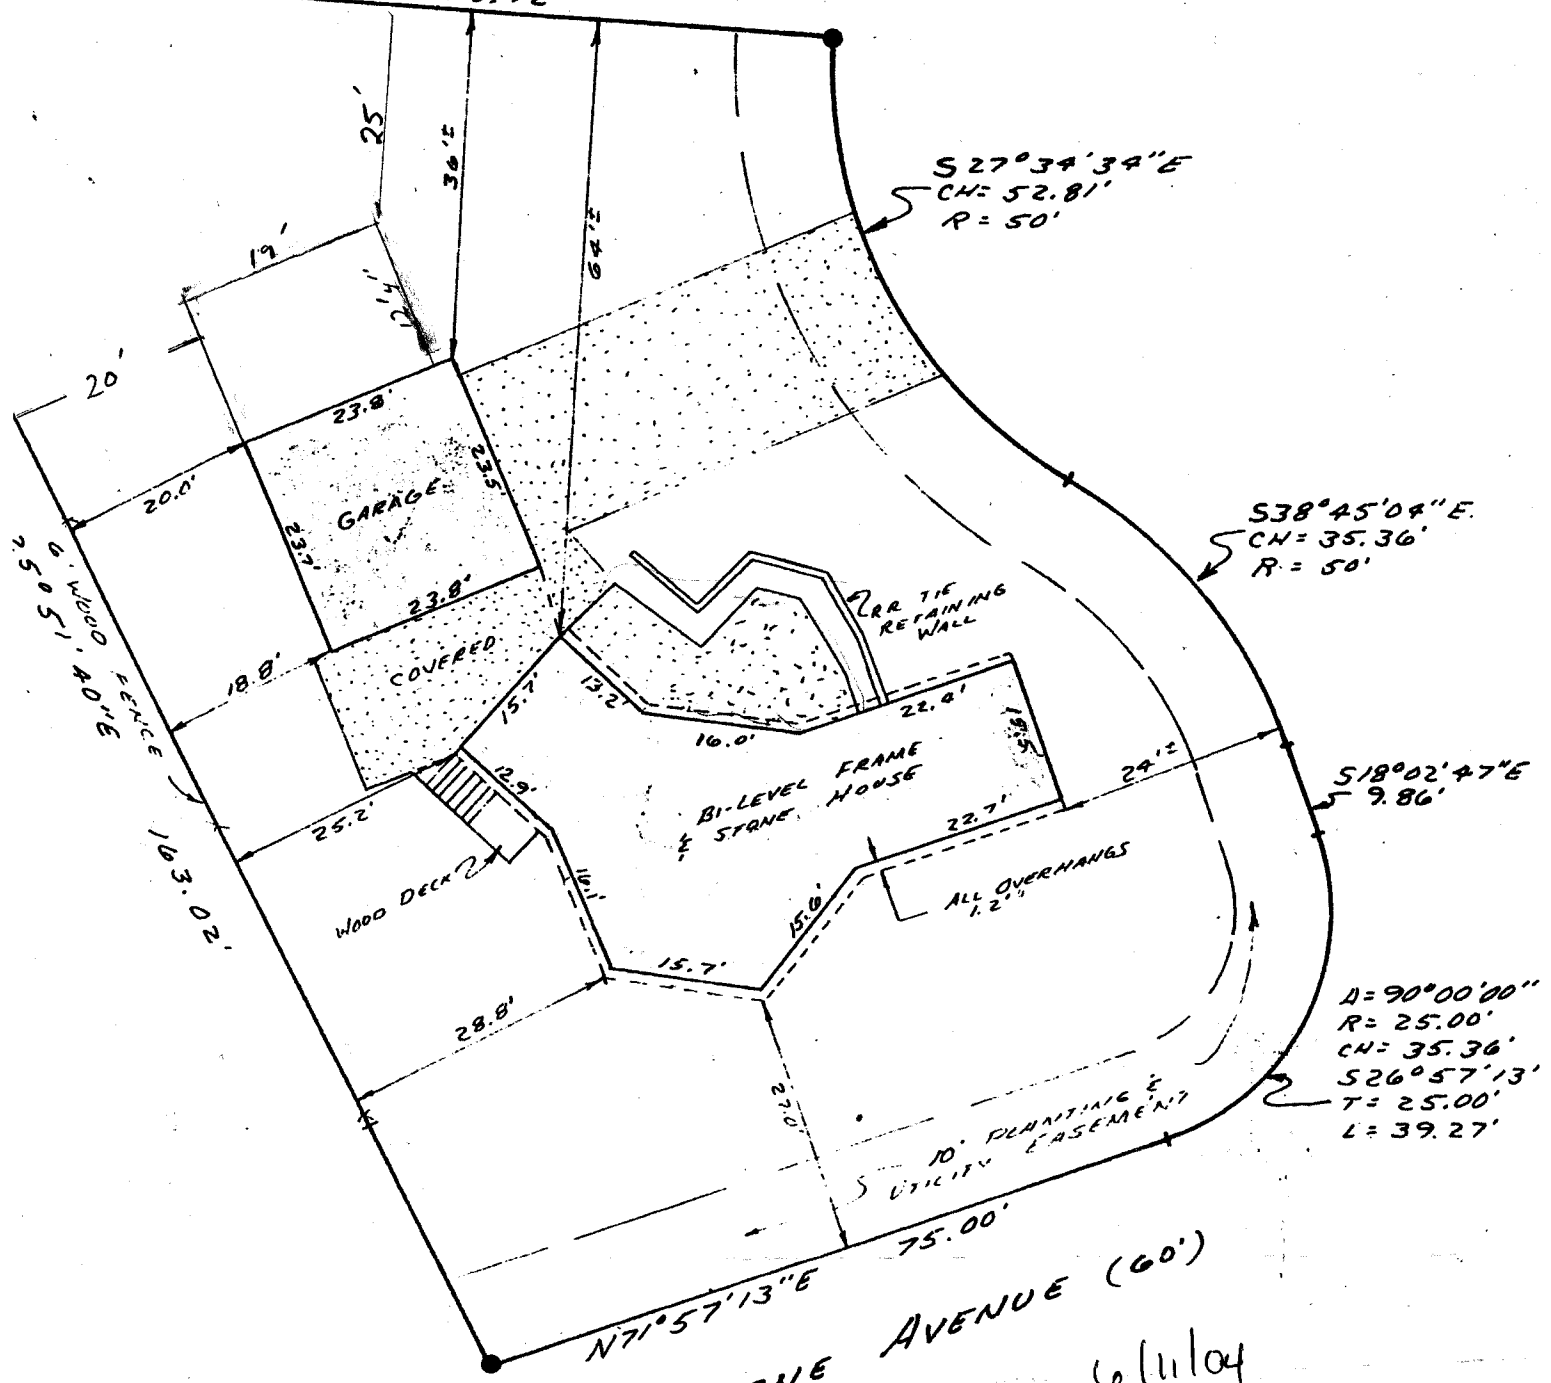 25'
36'±
64'±
S27°34'34"E
CH= 52.81'
R = 50'
19'
12'4"
20'
23.8'
20.0'
GARAGE
23.5'
23.7'
23.8'
1'
S38°45'04"E.
CH= 35.36'
R.= 50'
RR TIE
RETAINING
WALL
6' WOOD FENCE
25°51'40"E
163.02'
18.8'
COVERED
15.7'
13.2'
16.0'
22.4'
19.5'
24'±
S18°02'47"E
9.86'
12.9'
25.2'
BI-LEVEL FRAME
& STONE HOUSE
22.7'
WOOD DECK
16.1'
15.6'
ALL OVERHANGS
1.2'
15.7'
28.8'
27.0'
Δ=90°00'00"
R= 25.00'
CH= 35.36'
S26°57'13'
T= 25.00'
L= 39.27'
10' PLANTING &
UTILITY EASEMENT
75.00'
N71°57'13"E
AVENUE (60')
6/11/04